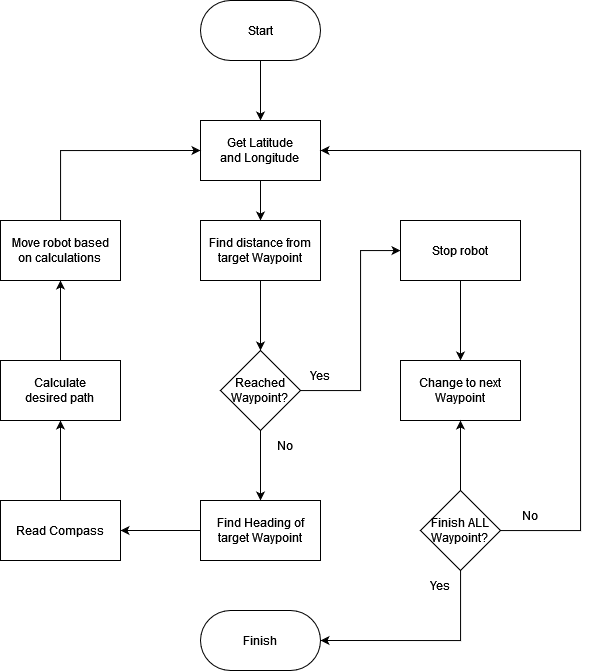 Start
Get Latitude
and Longitude
Move robot based
on calculations
Find distance from
target Waypoint
Stop robot
Calculate
desired path
Reached
Waypoint?
Yes
Change to next
Waypoint
No
Read Compass
Find Heading of
target Waypoint
Finish ALL
Waypoint?
No
Yes
Finish